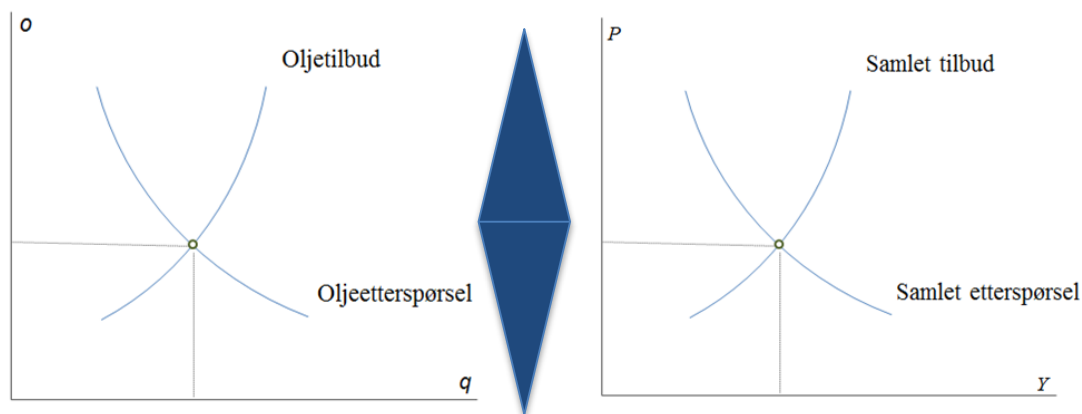 o
Oljetilbud
Oljeetterspørsel
q
P
Samlet tilbud
Samlet etterspørsel
Y